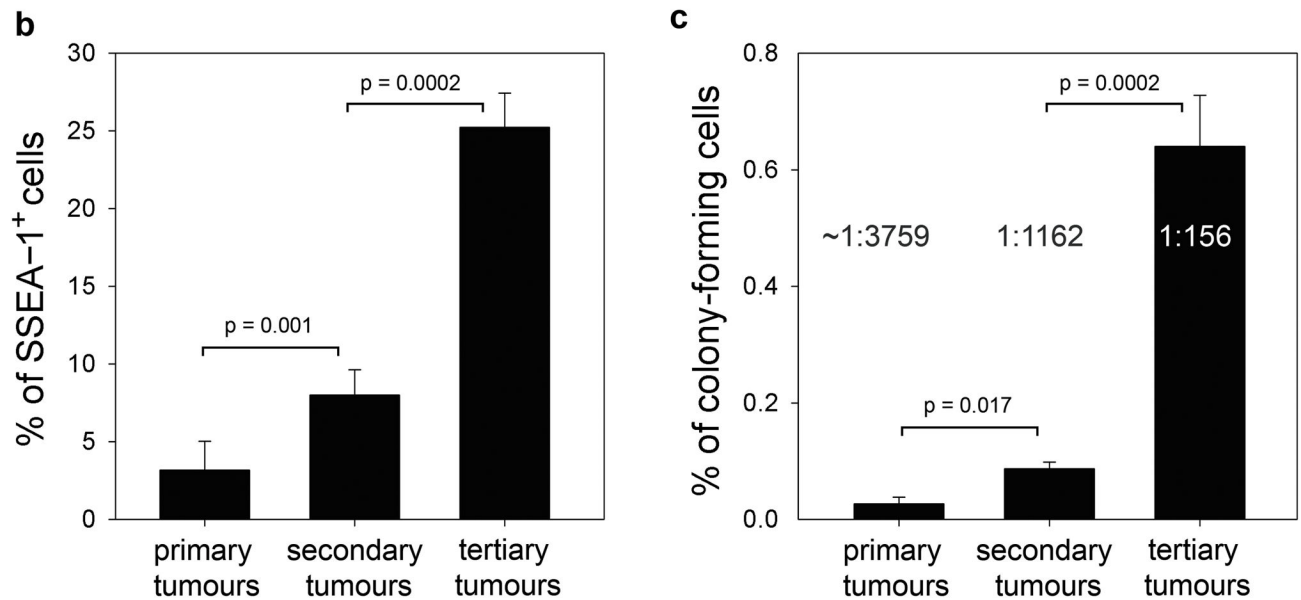 b
% of SSEA–1⁺ cells
30
25
20
15
10
5
0
p = 0.0002
p = 0.001
primary
tumours
secondary
tumours
tertiary
tumours
c
% of colony-forming cells
0.8
0.6
0.4
0.2
0.0
p = 0.0002
~1:3759
1:1162
1:156
p = 0.017
primary
tumours
secondary
tumours
tertiary
tumours